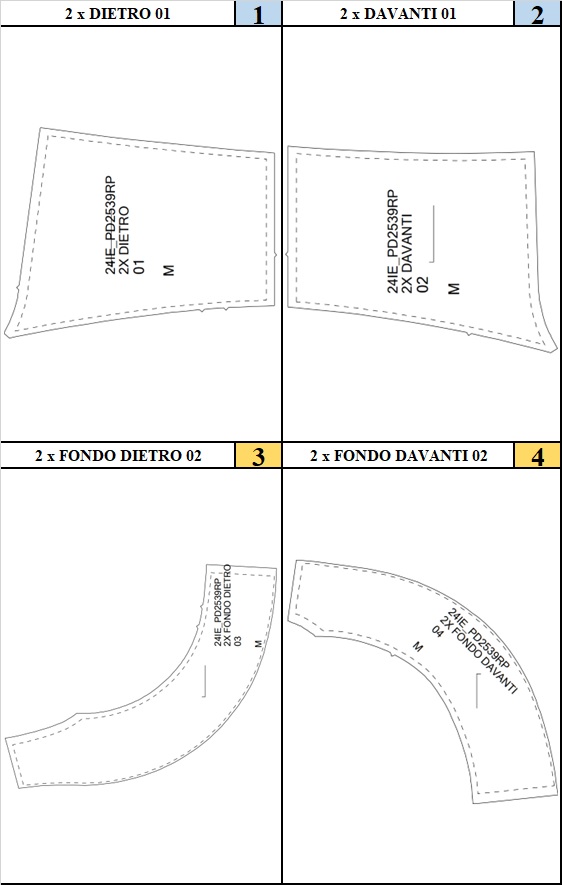 2 x DIETRO 01
1
2 x DAVANTI 01
2
24IE_PD2539RP
2X DIETRO
01
M
24IE_PD2539RP
2X DAVANTI
02
M
2 x FONDO DIETRO 02
3
2 x FONDO DAVANTI 02
4
24IE_PD2539RP
2X FONDO DIETRO
03
M
24IE_PD2539RP
2X FONDO DAVANTI
04
M